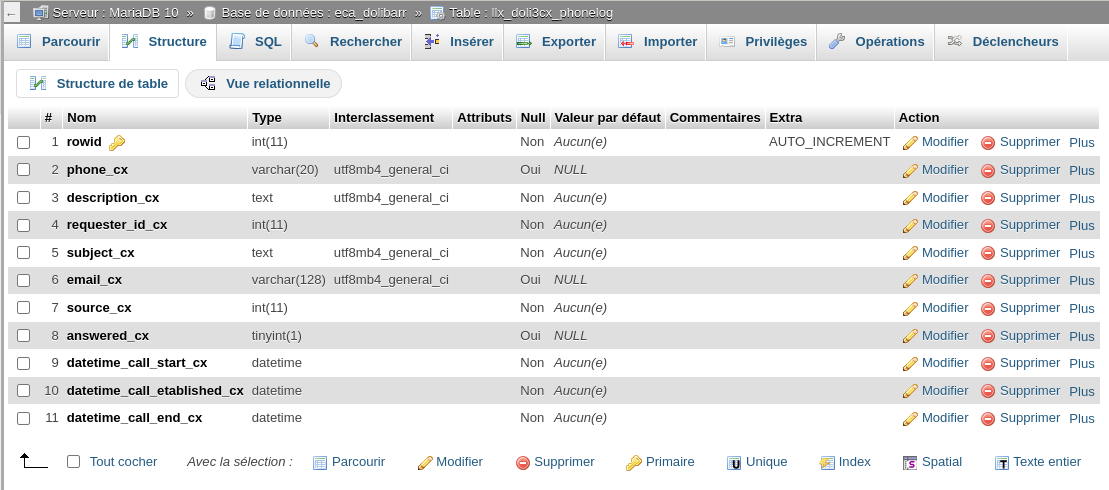 ← Serveur : MariaDB 10 » Base de données : eca_dolibarr » Table : llx_doli3cx_phonelog
Parcourir Structure SQL Rechercher Insérer Exporter Importer Privilèges Opérations Déclencheurs
Structure de table Vue relationnelle
# Nom Type Interclassement Attributs Null Valeur par défaut Commentaires Extra Action
1 rowid int(11) Non Aucun(e) AUTO_INCREMENT Modifier Supprimer Plus
2 phone_cx varchar(20) utf8mb4_general_ci Oui NULL Modifier Supprimer Plus
3 description_cx text utf8mb4_general_ci Non Aucun(e) Modifier Supprimer Plus
4 requester_id_cx int(11) Non Aucun(e) Modifier Supprimer Plus
5 subject_cx text utf8mb4_general_ci Non Aucun(e) Modifier Supprimer Plus
6 email_cx varchar(128) utf8mb4_general_ci Oui NULL Modifier Supprimer Plus
7 source_cx int(11) Non Aucun(e) Modifier Supprimer Plus
8 answered_cx tinyint(1) Oui NULL Modifier Supprimer Plus
9 datetime_call_start_cx datetime Non Aucun(e) Modifier Supprimer Plus
10 datetime_call_etablished_cx datetime Non Aucun(e) Modifier Supprimer Plus
11 datetime_call_end_cx datetime Non Aucun(e) Modifier Supprimer Plus
Tout cocher Avec la sélection : Parcourir Modifier Supprimer Primaire Unique Index Spatial Texte entier